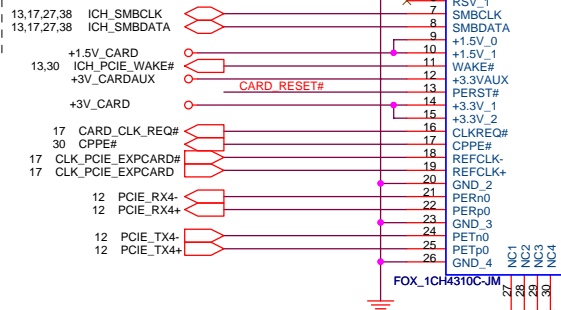 RSV_1
13,17,27,38 ICH_SMBCLK 7 SMBCLK
13,17,27,38 ICH_SMBDATA 8 SMBDATA
9 +1.5V_0
+1.5V_CARD 10 +1.5V_1
13,30 ICH_PCIE_WAKE# 11 WAKE#
+3V_CARDAUX 12 +3.3VAUX
CARD_RESET# 13 PERST#
+3V_CARD 14 +3.3V_1
15 +3.3V_2
17 CARD_CLK_REQ# 16 CLKREQ#
30 CPPE# 17 CPPE#
17 CLK_PCIE_EXPCARD# 18 REFCLK-
17 CLK_PCIE_EXPCARD 19 REFCLK+
20 GND_2
12 PCIE_RX4- 21 PERn0
12 PCIE_RX4+ 22 PERp0
23 GND_3
12 PCIE_TX4- 24 PETn0
12 PCIE_TX4+ 25 PETp0
26 GND_4
NC1
NC2
NC3
NC4
FOX_1CH4310C-JM
27
28
29
30